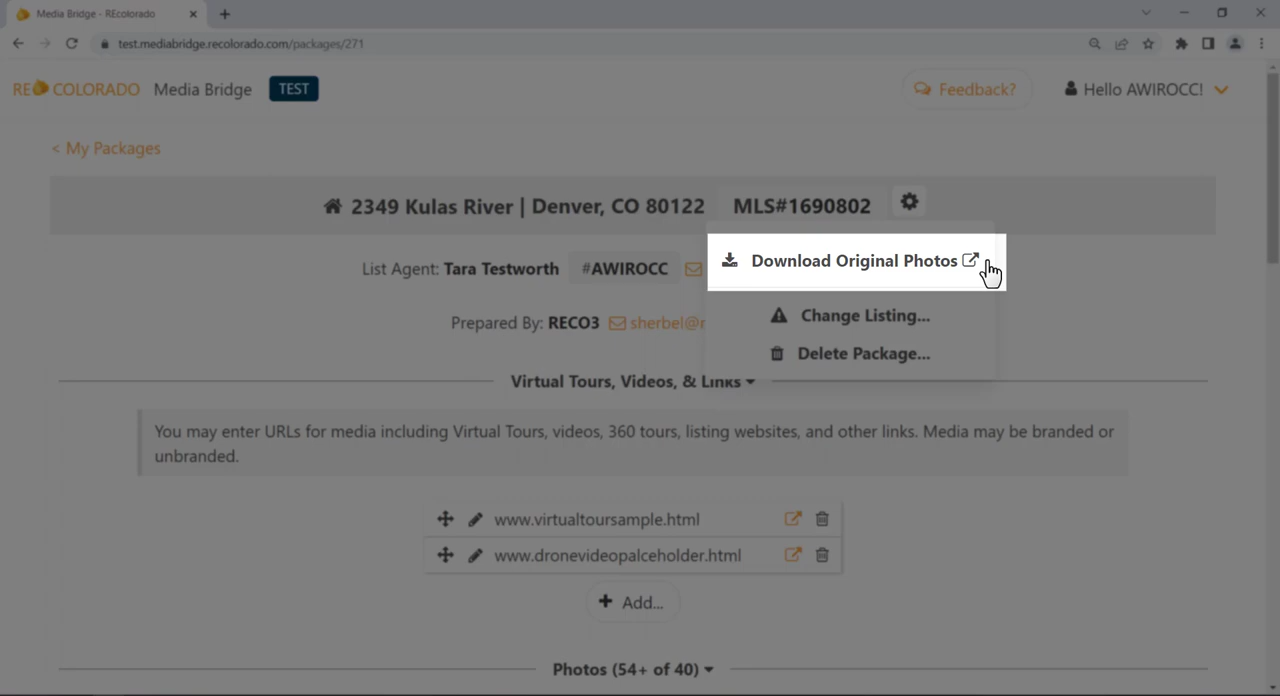 Media Bridge - REcolorado
test.mediabridge.recolorado.com/packages/271
RECOLORADO Media Bridge TEST
Feedback?
Hello AWIROCC!
< My Packages
2349 Kulas River | Denver, CO 80122 MLS#1690802
Download Original Photos
List Agent: Tara Testworth #AWIROCC
Change Listing...
Prepared By: RECO3 sherbel@r
Delete Package...
Virtual Tours, Videos, & Links
You may enter URLs for media including Virtual Tours, videos, 360 tours, listing websites, and other links. Media may be branded or
unbranded.
www.virtualtoursample.html
www.dronevideopalceholder.html
Add...
Photos (54+ of 40)